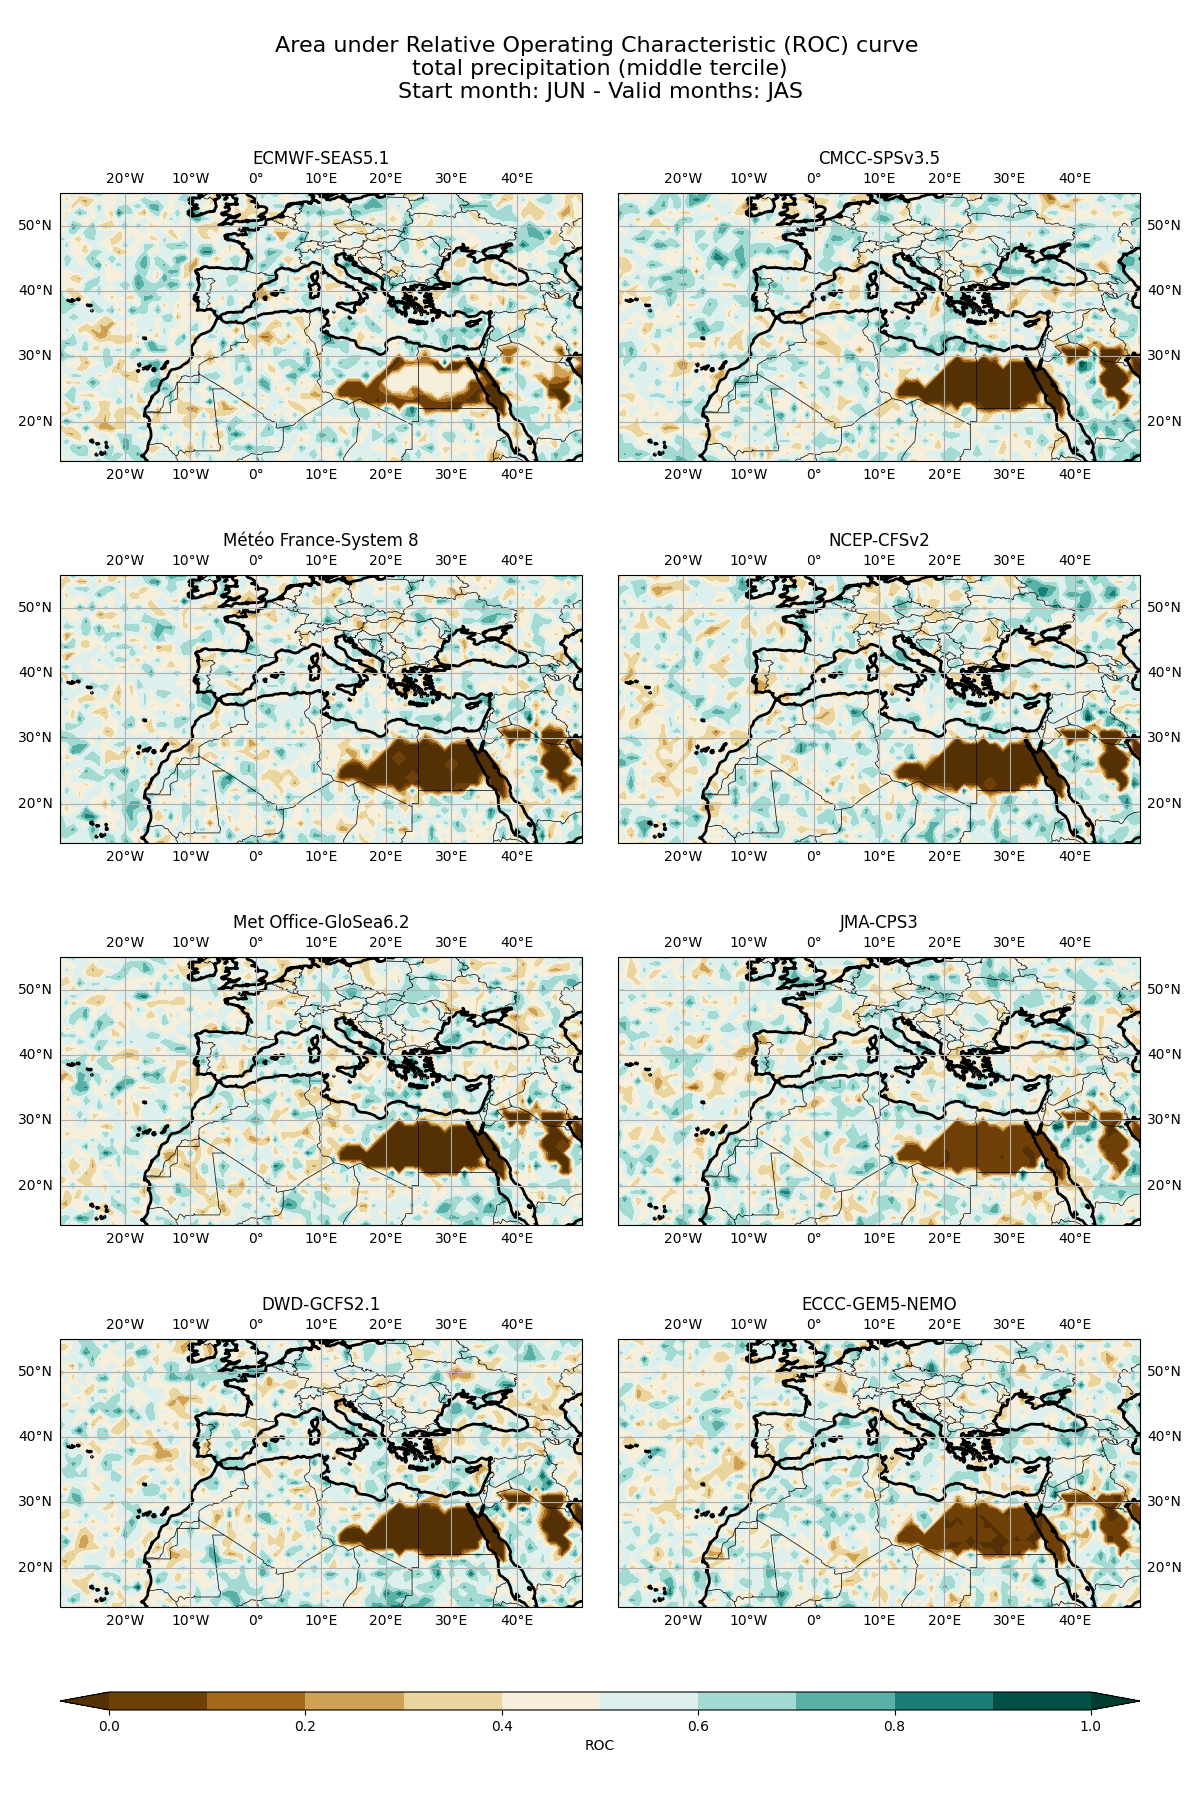 Area under Relative Operating Characteristic (ROC) curve
total precipitation (middle tercile)
Start month: JUN - Valid months: JAS
ECMWF-SEAS5.1
20°W 10°W 0° 10°E 20°E 30°E 40°E
50°N
40°N
30°N
20°N
20°W 10°W 0° 10°E 20°E 30°E 40°E
CMCC-SPSv3.5
20°W 10°W 0° 10°E 20°E 30°E 40°E
50°N
40°N
30°N
20°N
20°W 10°W 0° 10°E 20°E 30°E 40°E
Météo France-System 8
20°W 10°W 0° 10°E 20°E 30°E 40°E
50°N
40°N
30°N
20°N
20°W 10°W 0° 10°E 20°E 30°E 40°E
NCEP-CFSv2
20°W 10°W 0° 10°E 20°E 30°E 40°E
50°N
40°N
30°N
20°N
20°W 10°W 0° 10°E 20°E 30°E 40°E
Met Office-GloSea6.2
20°W 10°W 0° 10°E 20°E 30°E 40°E
50°N
40°N
30°N
20°N
20°W 10°W 0° 10°E 20°E 30°E 40°E
JMA-CPS3
20°W 10°W 0° 10°E 20°E 30°E 40°E
50°N
40°N
30°N
20°N
20°W 10°W 0° 10°E 20°E 30°E 40°E
DWD-GCFS2.1
20°W 10°W 0° 10°E 20°E 30°E 40°E
50°N
40°N
30°N
20°N
20°W 10°W 0° 10°E 20°E 30°E 40°E
ECCC-GEM5-NEMO
20°W 10°W 0° 10°E 20°E 30°E 40°E
50°N
40°N
30°N
20°N
20°W 10°W 0° 10°E 20°E 30°E 40°E
0.0 0.2 0.4 0.6 0.8 1.0
ROC